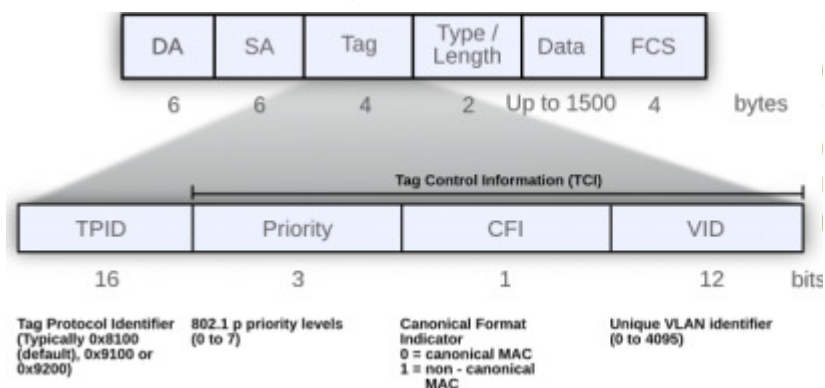 DA SA Tag Type / Length Data FCS
6 6 4 2 Up to 1500 4 bytes
Tag Control Information (TCI)
TPID Priority CFI VID
16 3 1 12 bits
Tag Protocol Identifier
(Typically 0x8100
(default), 0x9100 or
0x9200)
802.1 p priority levels
(0 to 7)
Canonical Format
Indicator
0 = canonical MAC
1 = non - canonical
MAC
Unique VLAN identifier
(0 to 4095)